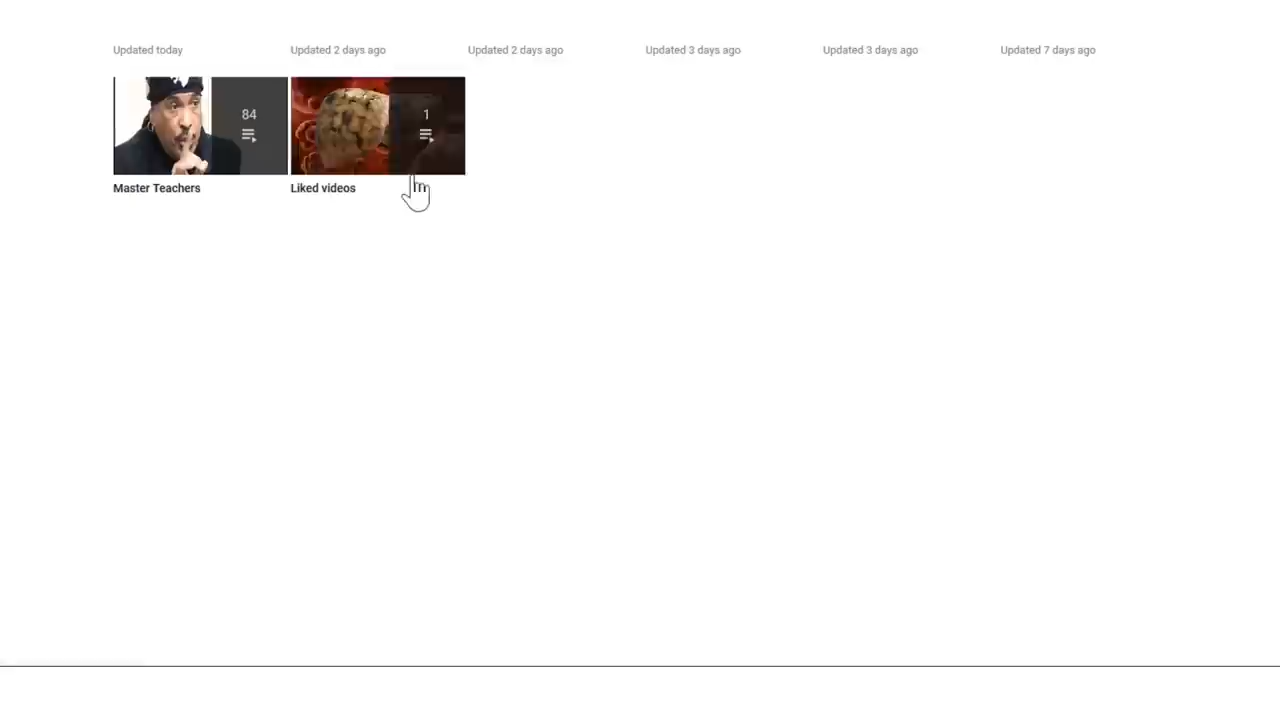 Updated today
Updated 2 days ago
Updated 2 days ago
Updated 3 days ago
Updated 3 days ago
Updated 7 days ago
84
1
Master Teachers
Liked videos